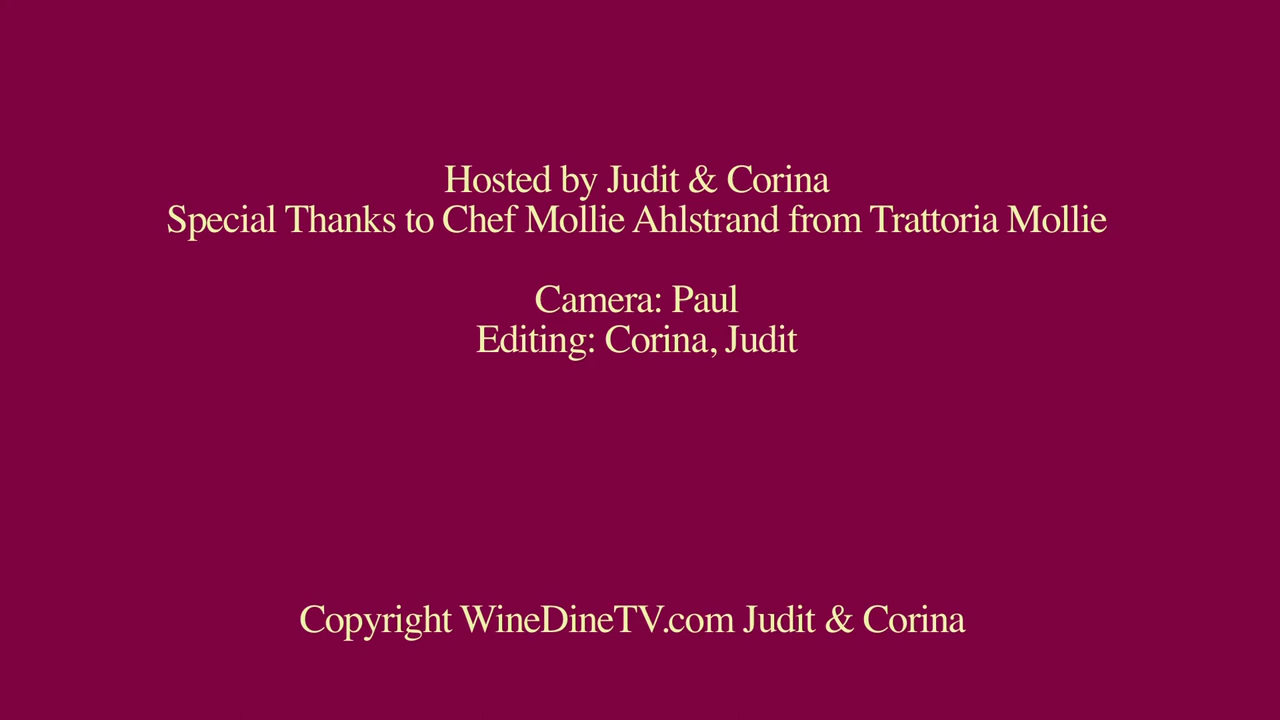 Hosted by Judit & Corina
Special Thanks to Chef Mollie Ahlstrand from Trattoria Mollie
Camera: Paul
Editing: Corina, Judit
Copyright WineDineTV.com Judit & Corina